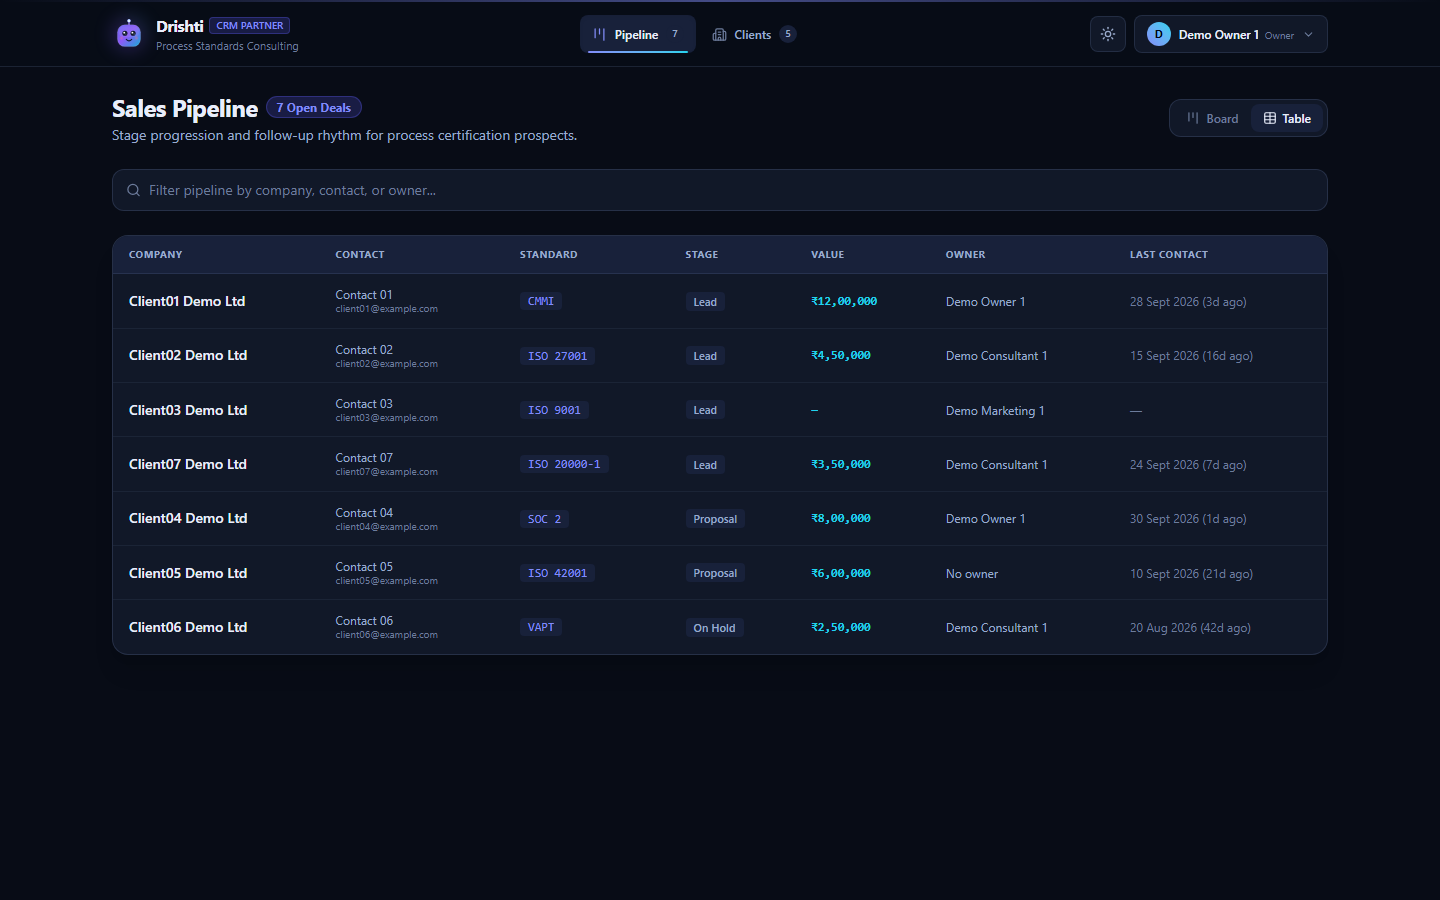 Drishti CRM PARTNER
Process Standards Consulting
Pipeline 7
Clients 5
D Demo Owner 1 Owner
Sales Pipeline 7 Open Deals
Stage progression and follow-up rhythm for process certification prospects.
Board Table
Filter pipeline by company, contact, or owner...
COMPANY CONTACT STANDARD STAGE VALUE OWNER LAST CONTACT
Client01 Demo Ltd Contact 01 CMMI Lead ₹12,00,000 Demo Owner 1 28 Sept 2026 (3d ago)
client01@example.com
Client02 Demo Ltd Contact 02 ISO 27001 Lead ₹4,50,000 Demo Consultant 1 15 Sept 2026 (16d ago)
client02@example.com
Client03 Demo Ltd Contact 03 ISO 9001 Lead – Demo Marketing 1 —
client03@example.com
Client07 Demo Ltd Contact 07 ISO 20000-1 Lead ₹3,50,000 Demo Consultant 1 24 Sept 2026 (7d ago)
client07@example.com
Client04 Demo Ltd Contact 04 SOC 2 Proposal ₹8,00,000 Demo Owner 1 30 Sept 2026 (1d ago)
client04@example.com
Client05 Demo Ltd Contact 05 ISO 42001 Proposal ₹6,00,000 No owner 10 Sept 2026 (21d ago)
client05@example.com
Client06 Demo Ltd Contact 06 VAPT On Hold ₹2,50,000 Demo Consultant 1 20 Aug 2026 (42d ago)
client06@example.com